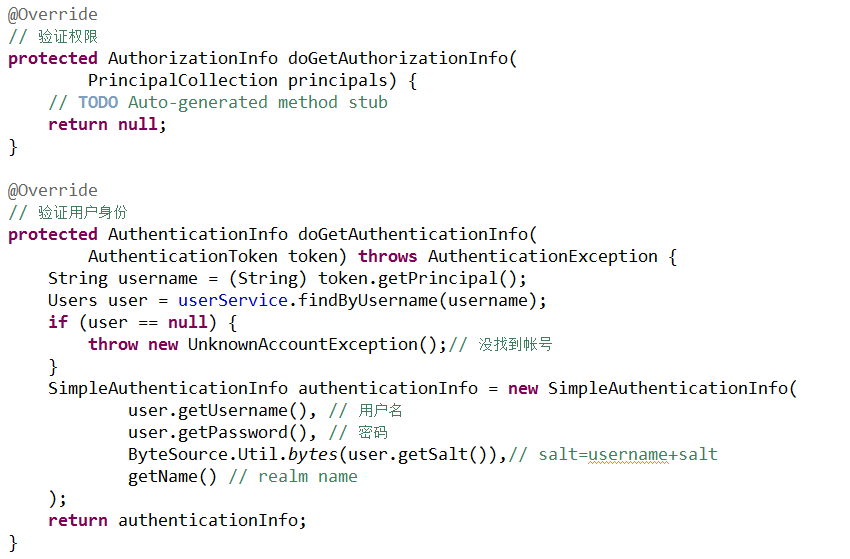 @Override
// 验证权限
protected AuthorizationInfo doGetAuthorizationInfo(
        PrincipalCollection principals) {
    // TODO Auto-generated method stub
    return null;
}

@Override
// 验证用户身份
protected AuthenticationInfo doGetAuthenticationInfo(
        AuthenticationToken token) throws AuthenticationException {
    String username = (String) token.getPrincipal();
    Users user = userService.findByUsername(username);
    if (user == null) {
        throw new UnknownAccountException();// 没找到帐号
    }
    SimpleAuthenticationInfo authenticationInfo = new SimpleAuthenticationInfo(
            user.getUsername(), // 用户名
            user.getPassword(), // 密码
            ByteSource.Util.bytes(user.getSalt()),// salt=username+salt
            getName() // realm name
    );
    return authenticationInfo;
}